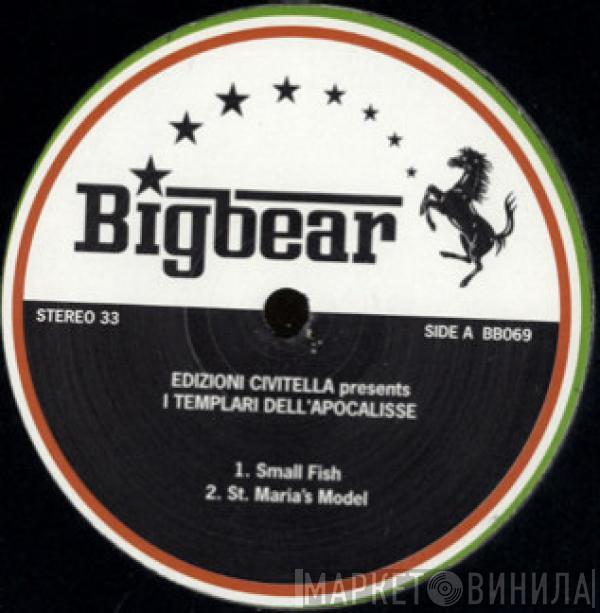 Bigbear
STEREO 33
SIDE A BB069
EDIZIONI CIVITELLA presents
I TEMPLARI DELL'APOCALISSE
1. Small Fish
2. St. Maria's Model
МАРКЕТ ВИНИЛА